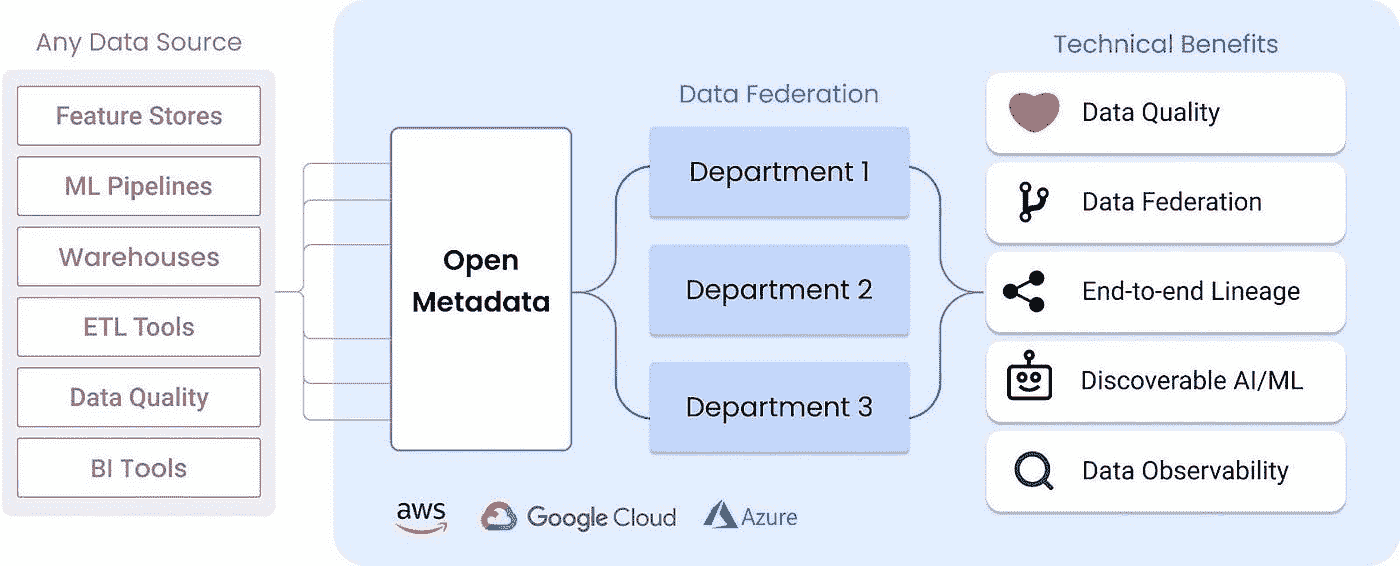 Any Data Source
Feature Stores
ML Pipelines
Warehouses
ETL Tools
Data Quality
BI Tools
Open
Metadata
Data Federation
Department 1
Department 2
Department 3
Technical Benefits
Data Quality
Data Federation
End-to-end Lineage
Discoverable AI/ML
Data Observability
aws
Google Cloud
Azure